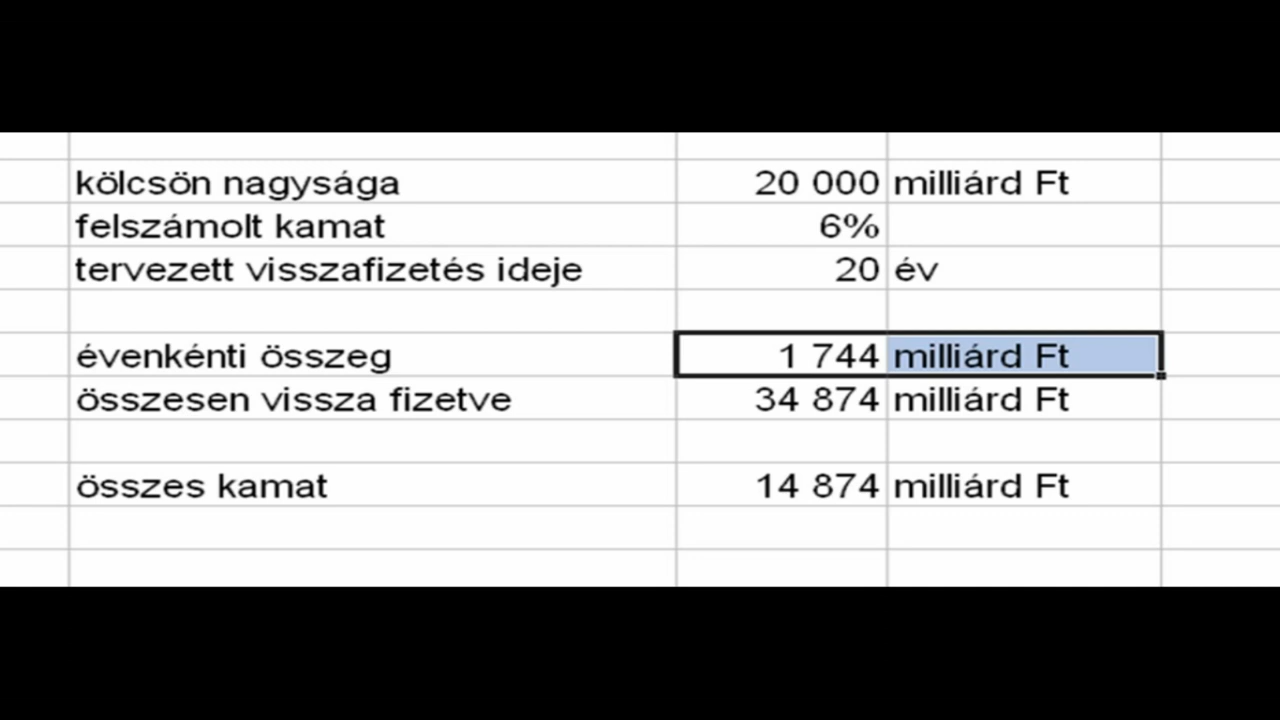 kölcsön nagysága 20 000 milliárd Ft
felszámolt kamat 6%
tervezett visszafizetés ideje 20 év
évenkénti összeg 1 744 milliárd Ft
összesen vissza fizetve 34 874 milliárd Ft
összes kamat 14 874 milliárd Ft